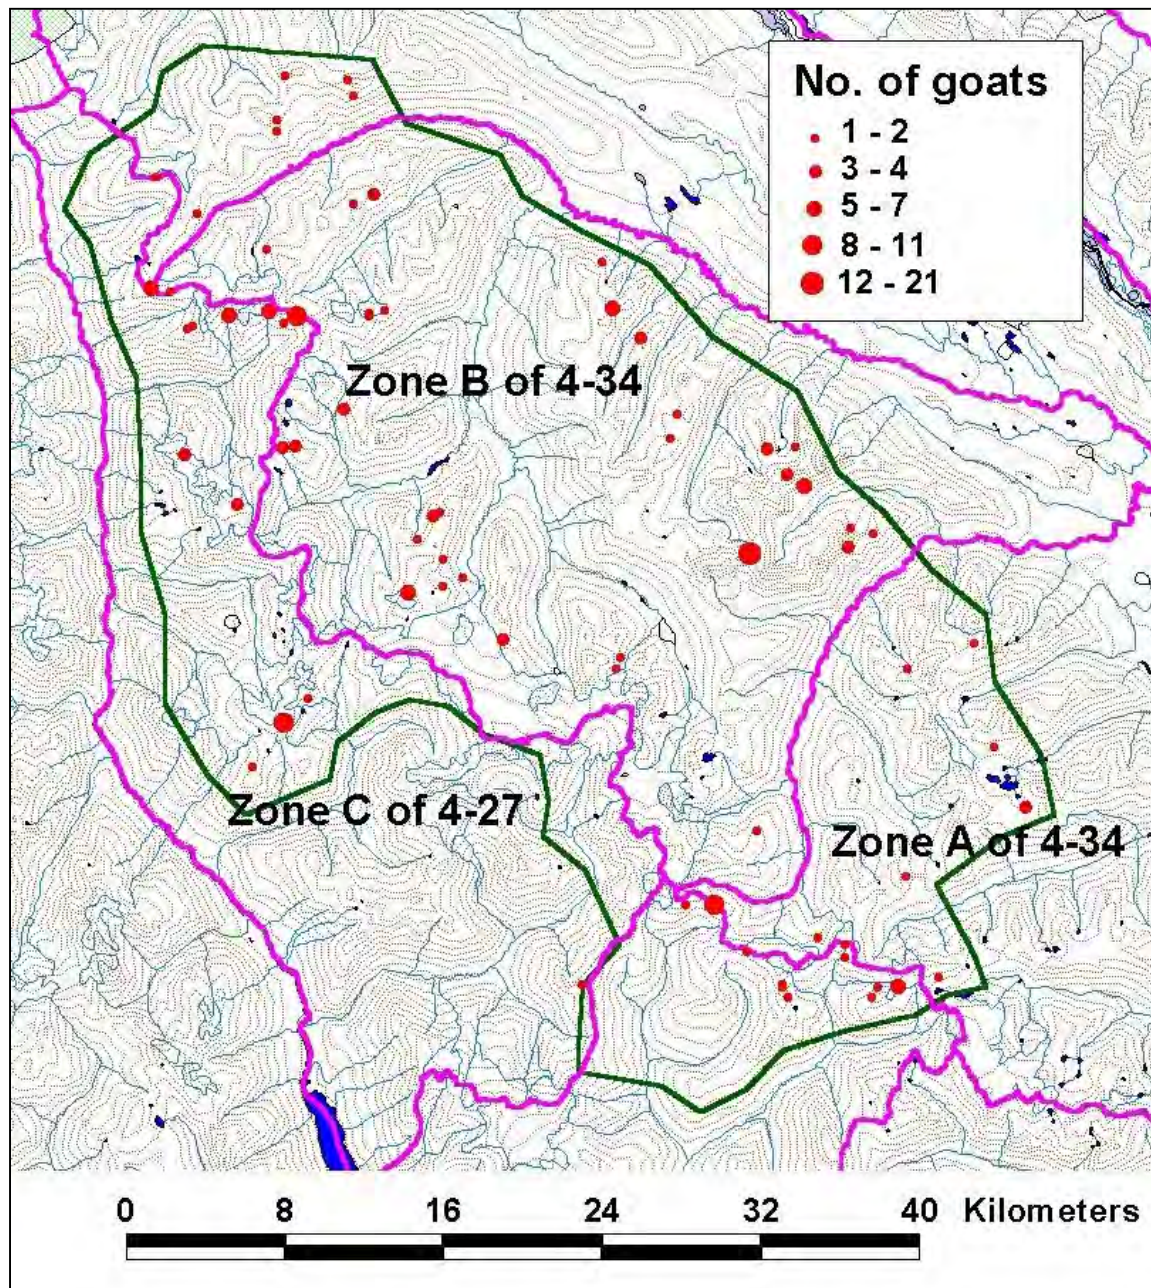 No. of goats
1 - 2
3 - 4
5 - 7
8 - 11
12 - 21
Zone B of 4-34
Zone C of 4-27
Zone A of 4-34
0 8 16 24 32 40 Kilometers